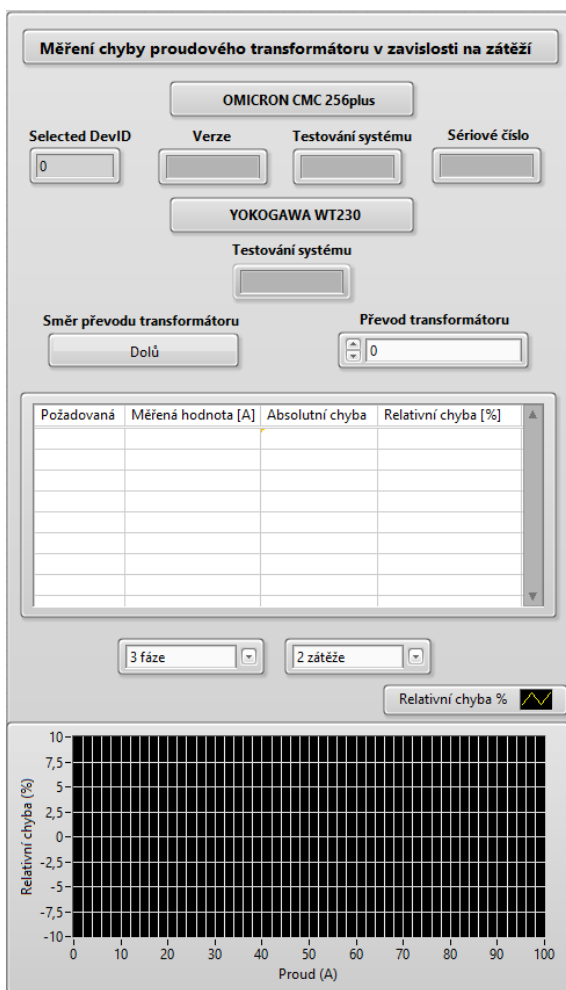 Měření chyby proudového transformátoru v zavislosti na zátěží
OMICRON CMC 256plus
Selected DevID Verze Testování systému Sériové číslo
0
YOKOGAWA WT230
Testování systému
Směr převodu transformátoru Převod transformátoru
Dolů 0
Požadovaná Měřená hodnota [A] Absolutní chyba Relativní chyba [%]
3 fáze 2 zátěže
Relativní chyba %
10
7,5
5
2,5
0
-2,5
-5
-7,5
-10
Relativní chyba (%)
0 10 20 30 40 50 60 70 80 90 100
Proud (A)